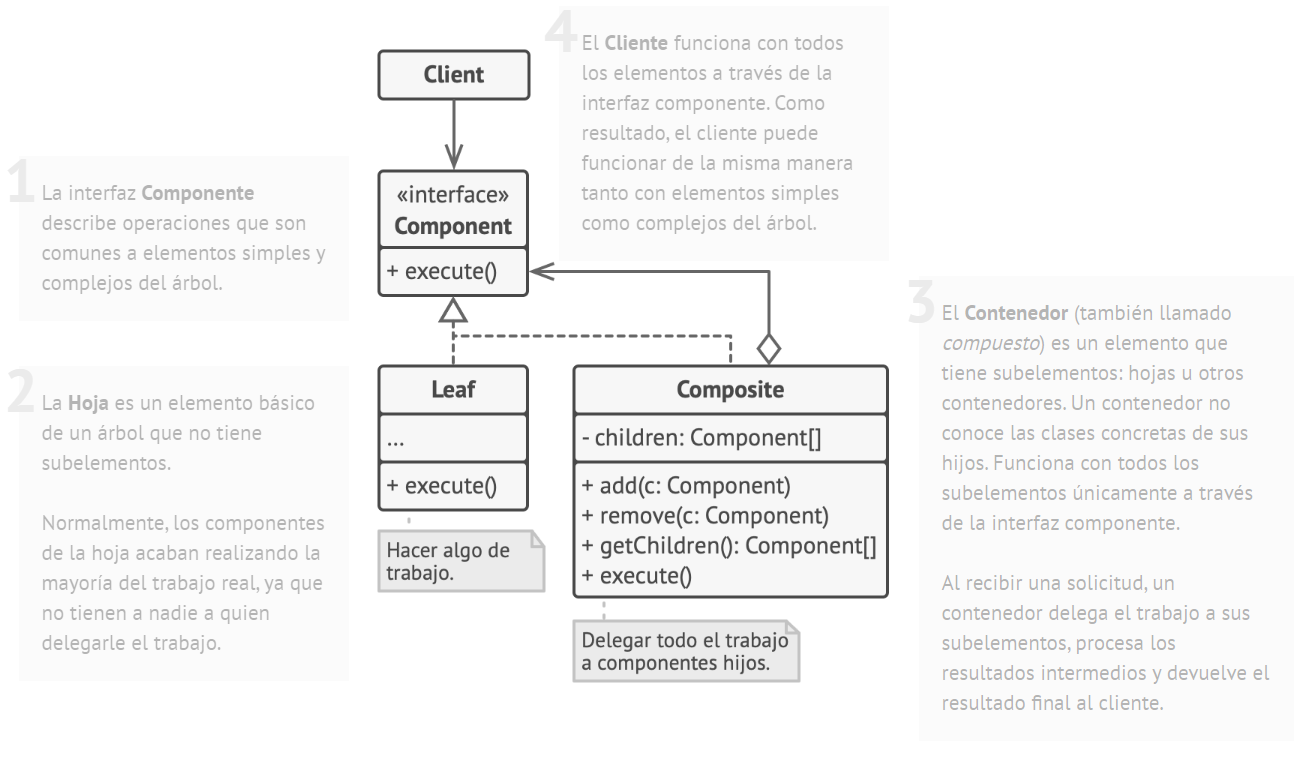 1
La interfaz Componente
describe operaciones que son
comunes a elementos simples y
complejos del árbol.
2
La Hoja es un elemento básico
de un árbol que no tiene
subelementos.
Normalmente, los componentes
de la hoja acaban realizando la
mayoría del trabajo real, ya que
no tienen a nadie a quien
delegarle el trabajo.
Client
«interface»
Component
+ execute()
Leaf
...
+ execute()
Hacer algo de
trabajo.
Composite
- children: Component[]
+ add(c: Component)
+ remove(c: Component)
+ getChildren(): Component[]
+ execute()
Delegar todo el trabajo
a componentes hijos.
4
El Cliente funciona con todos
los elementos a través de la
interfaz componente. Como
resultado, el cliente puede
funcionar de la misma manera
tanto con elementos simples
como complejos del árbol.
3
El Contenedor (también llamado
compuesto) es un elemento que
tiene subelementos: hojas u otros
contenedores. Un contenedor no
conoce las clases concretas de sus
hijos. Funciona con todos los
subelementos únicamente a través
de la interfaz componente.
Al recibir una solicitud, un
contenedor delega el trabajo a sus
subelementos, procesa los
resultados intermedios y devuelve el
resultado final al cliente.